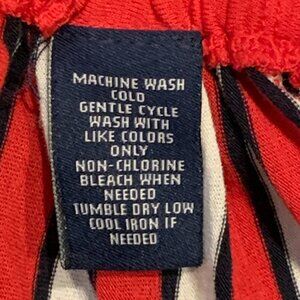 MACHINE WASH
COLD
GENTLE CYCLE
WASH WITH
LIKE COLORS
ONLY
NON-CHLORINE
BLEACH WHEN
NEEDED
TUMBLE DRY LOW
COOL IRON IF
NEEDED